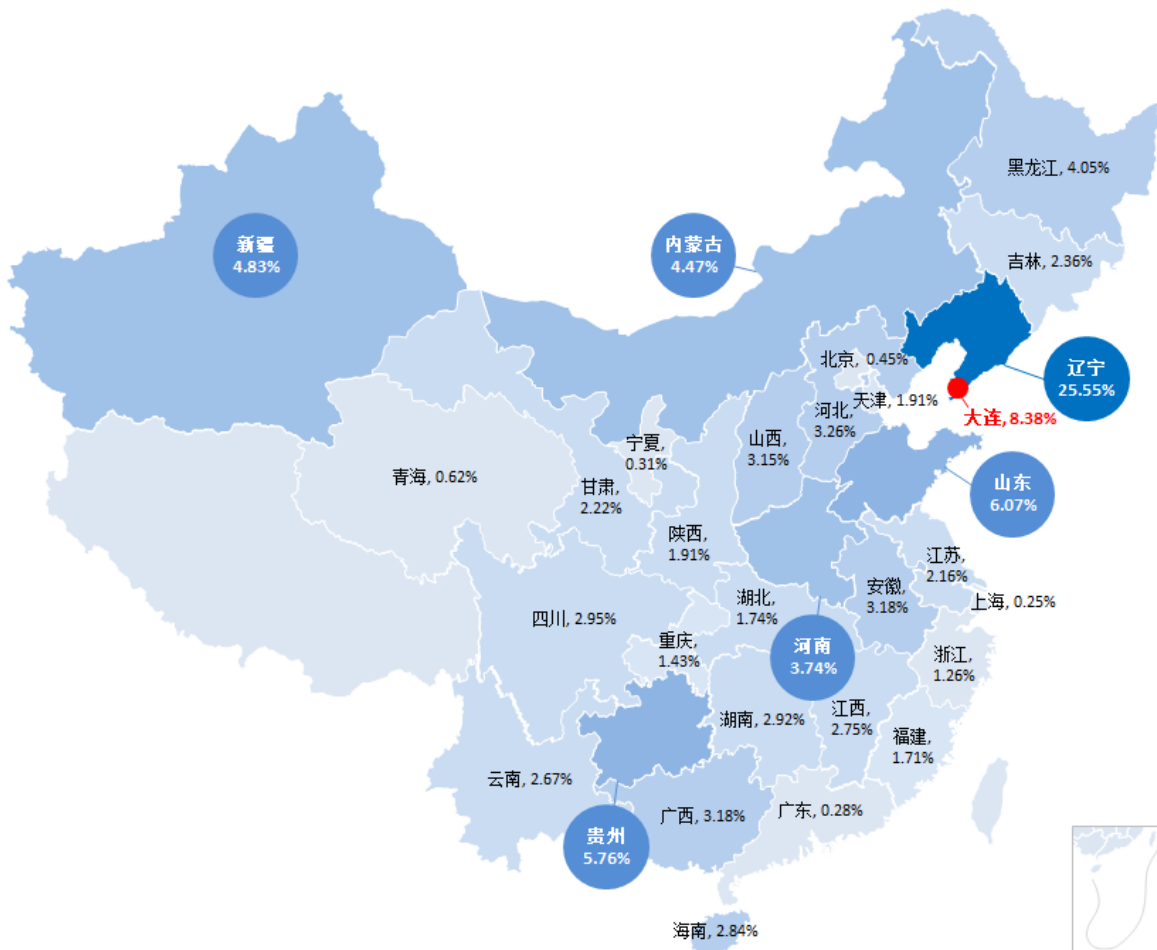 黑龙江, 4.05%
新疆
4.83%
内蒙古
4.47%
吉林, 2.36%
北京, 0.45%
辽宁
25.55%
天津, 1.91%
大连, 8.38%
河北,
3.26%
山西,
3.15%
宁夏,
0.31%
青海, 0.62%
甘肃,
2.22%
山东
6.07%
陕西,
1.91%
江苏,
2.16%
安徽,
3.18%
上海, 0.25%
湖北,
1.74%
四川, 2.95%
重庆,
1.43%
河南
3.74%
浙江,
1.26%
湖南, 2.92%
江西,
2.75%
福建,
1.71%
云南, 2.67%
广西, 3.18%
广东, 0.28%
贵州
5.76%
海南, 2.84%